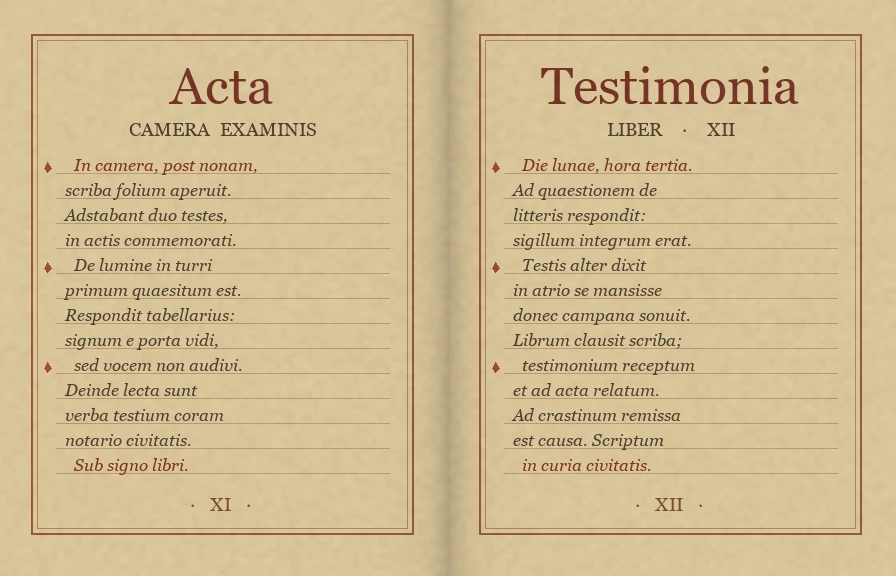 Acta
CAMERA EXAMINIS
In camera, post nonam,
scriba folium aperuit.
Adstabant duo testes,
in actis commemorati.
De lumine in turri
primum quaesitum est.
Respondit tabellarius:
signum e porta vidi,
sed vocem non audivi.
Deinde lecta sunt
verba testium coram
notario civitatis.
Sub signo libri.
· XI ·
Testimonia
LIBER · XII
Die lunae, hora tertia.
Ad quaestionem de
litteris respondit:
sigillum integrum erat.
Testis alter dixit
in atrio se mansisse
donec campana sonuit.
Librum clausit scriba;
testimonium receptum
et ad acta relatum.
Ad crastinum remissa
est causa. Scriptum
in curia civitatis.
· XII ·